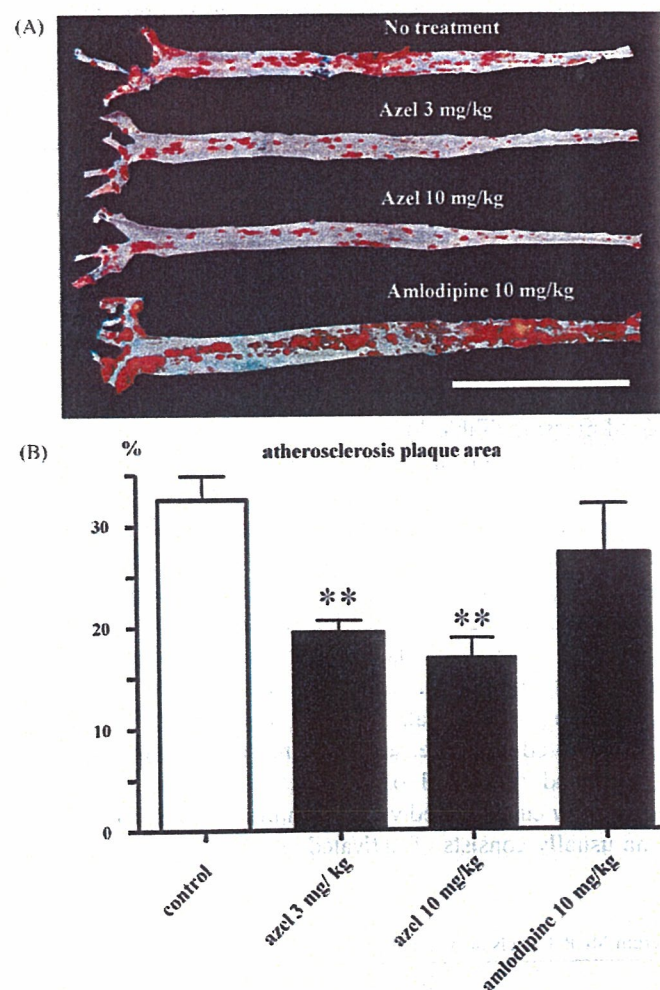 (A)
No treatment
Azel 3 mg/kg
Azel 10 mg/kg
Amlodipine 10 mg/kg
(B)
% atherosclerosis plaque area
30
20
** **
10
0
control
azel 3 mg/ kg
azel 10 mg/kg
amlodipine 10 mg/kg